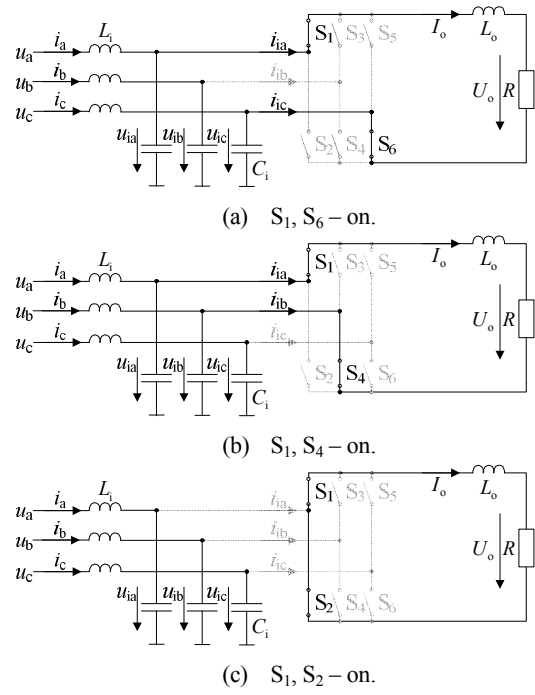 L_i i_a i_ia S_1 S_3 S_5 I_o L_o
u_a
u_b i_b i_ib
u_c i_c i_ic U_o R
u_ia u_ib u_ic S_2 S_4 S_6
C_i
(a) S_1, S_6 – on.
L_i i_a i_ia S_1 S_3 S_5 I_o L_o
u_a
u_b i_b i_ib
u_c i_c i_ic U_o R
u_ia u_ib u_ic S_2 S_4 S_6
C_i
(b) S_1, S_4 – on.
L_i i_a i_ia S_1 S_3 S_5 I_o L_o
u_a
u_b i_b i_ib
u_c i_c i_ic U_o R
u_ia u_ib u_ic S_2 S_4 S_6
C_i
(c) S_1, S_2 – on.